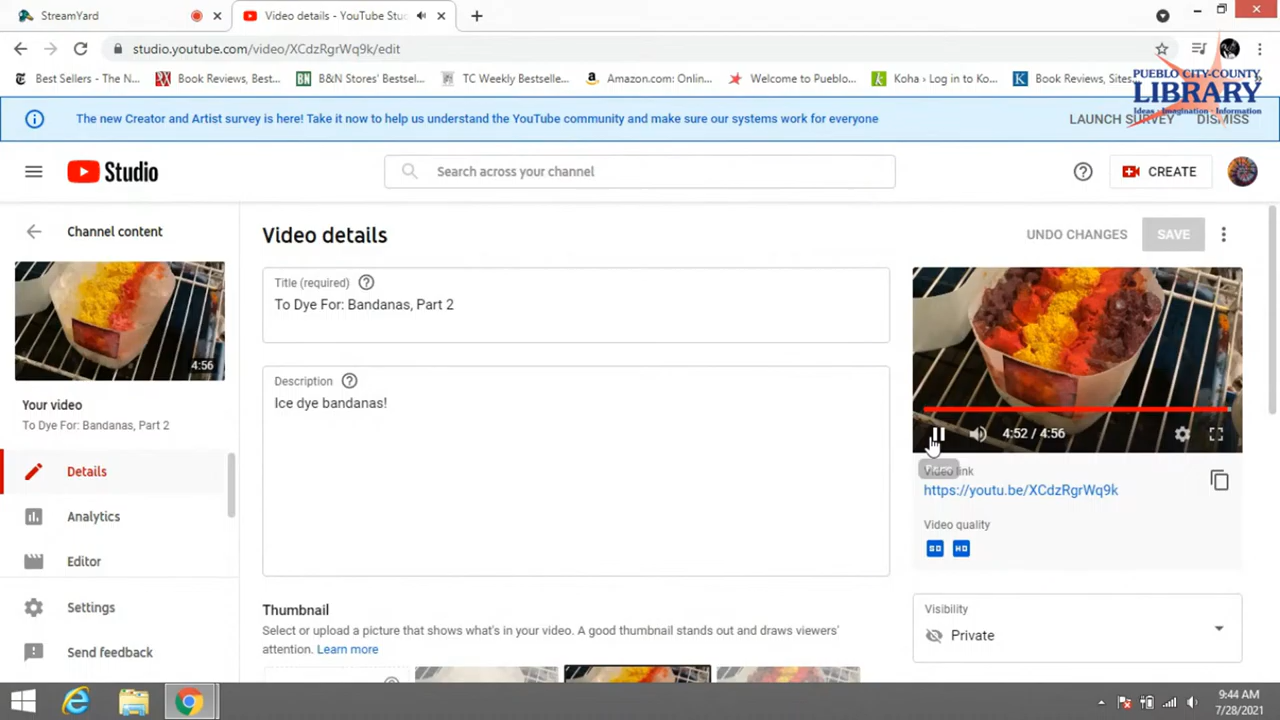 StreamYard
Video details - YouTube Stu
studio.youtube.com/video/XCdzRgrWq9k/edit
Best Sellers - The N...
Book Reviews, Best...
B&N Stores' Bestsel...
TC Weekly Bestselle...
Amazon.com: Onlin...
Welcome to Pueblo...
Koha › Log in to Ko...
Book Reviews, Sites,
PUEBLO CITY-COUNTY
LIBRARY
Ideas • Imagination • Information
The new Creator and Artist survey is here! Take it now to help us understand the YouTube community and make sure our systems work for everyone
LAUNCH SURVEY
DISMISS
Studio
Search across your channel
CREATE
Channel content
Video details
UNDO CHANGES
SAVE
Title (required)
To Dye For: Bandanas, Part 2
4:56
Description
Ice dye bandanas!
Your video
To Dye For: Bandanas, Part 2
4:52 / 4:56
Video link
https://youtu.be/XCdzRgrWq9k
Video quality
SD HD
Details
Analytics
Editor
Settings
Send feedback
Thumbnail
Select or upload a picture that shows what's in your video. A good thumbnail stands out and draws viewers'
attention. Learn more
Visibility
Private
9:44 AM
7/28/2021